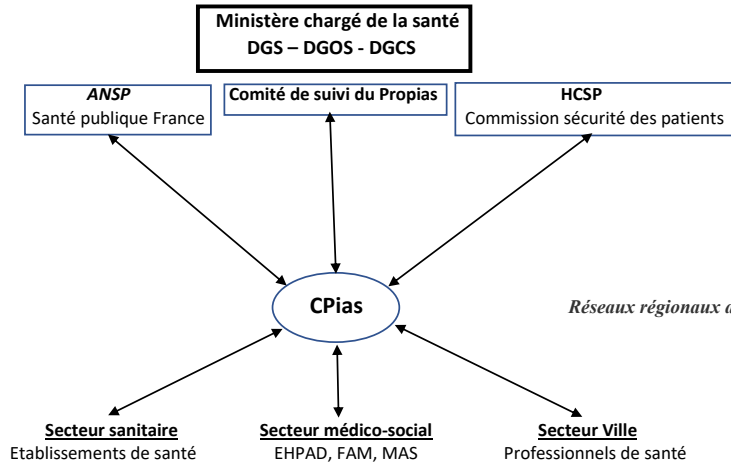 Ministère chargé de la santé
DGS – DGOS - DGCS
ANSP
Santé publique France
Comité de suivi du Propias
HCSP
Commission sécurité des patients
CPias
Réseaux régionaux
Secteur sanitaire
Etablissements de santé
Secteur médico-social
EHPAD, FAM, MAS
Secteur Ville
Professionnels de santé